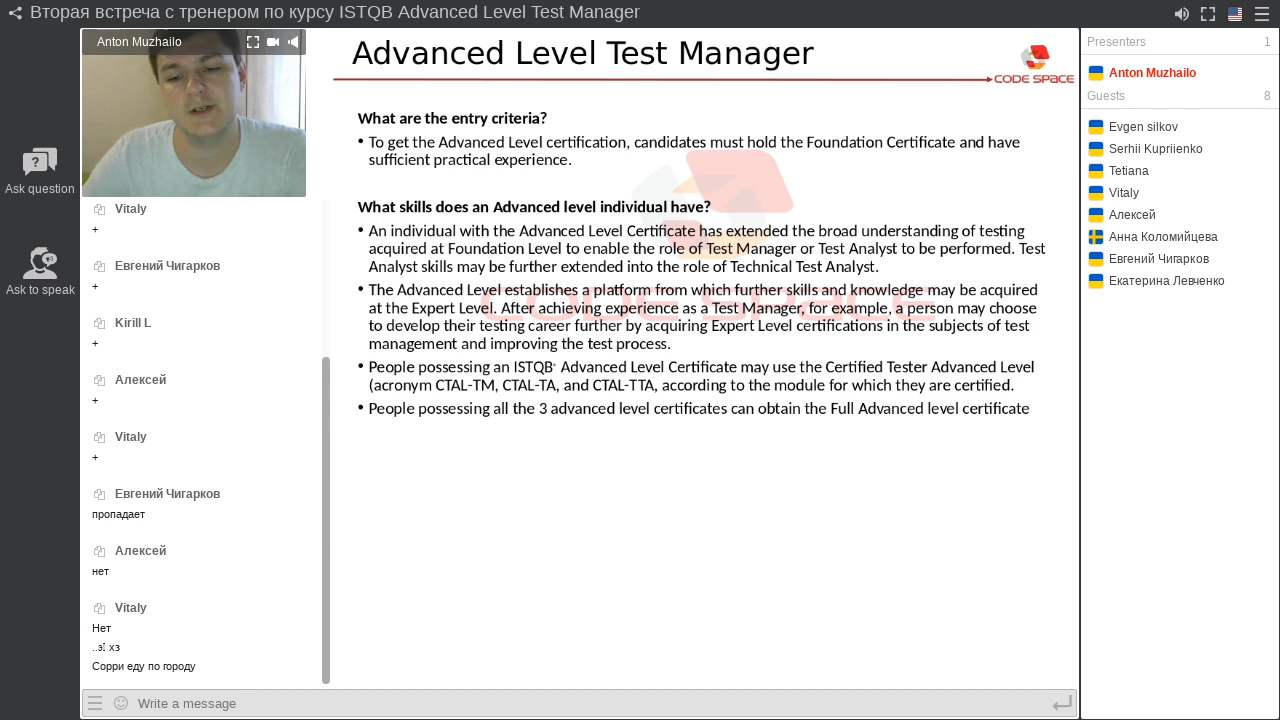 Вторая встреча с тренером по курсу ISTQB Advanced Level Test Manager
Ask question
Ask to speak
Anton Muzhailo
Vitaly
+
Евгений Чигарков
+
Kirill L
+
Алексей
+
Vitaly
+
Евгений Чигарков
пропадает
Алексей
нет
Vitaly
Нет
хз
Сорри еду по городу
Write a message
Advanced Level Test Manager
CODE SPACE
What are the entry criteria?
• To get the Advanced Level certification, candidates must hold the Foundation Certificate and have
sufficient practical experience.
What skills does an Advanced level individual have?
• An individual with the Advanced Level Certificate has extended the broad understanding of testing
acquired at Foundation Level to enable the role of Test Manager or Test Analyst to be performed. Test
Analyst skills may be further extended into the role of Technical Test Analyst.
• The Advanced Level establishes a platform from which further skills and knowledge may be acquired
at the Expert Level. After achieving experience as a Test Manager, for example, a person may choose
to develop their testing career further by acquiring Expert Level certifications in the subjects of test
management and improving the test process.
• People possessing an ISTQB® Advanced Level Certificate may use the Certified Tester Advanced Level
(acronym CTAL-TM, CTAL-TA, and CTAL-TTA, according to the module for which they are certified.
• People possessing all the 3 advanced level certificates can obtain the Full Advanced level certificate
CODE SPACE
Presenters 1
Anton Muzhailo
Guests 8
Evgen silkov
Serhii Kupriienko
Tetiana
Vitaly
Алексей
Анна Коломийцева
Евгений Чигарков
Екатерина Левченко